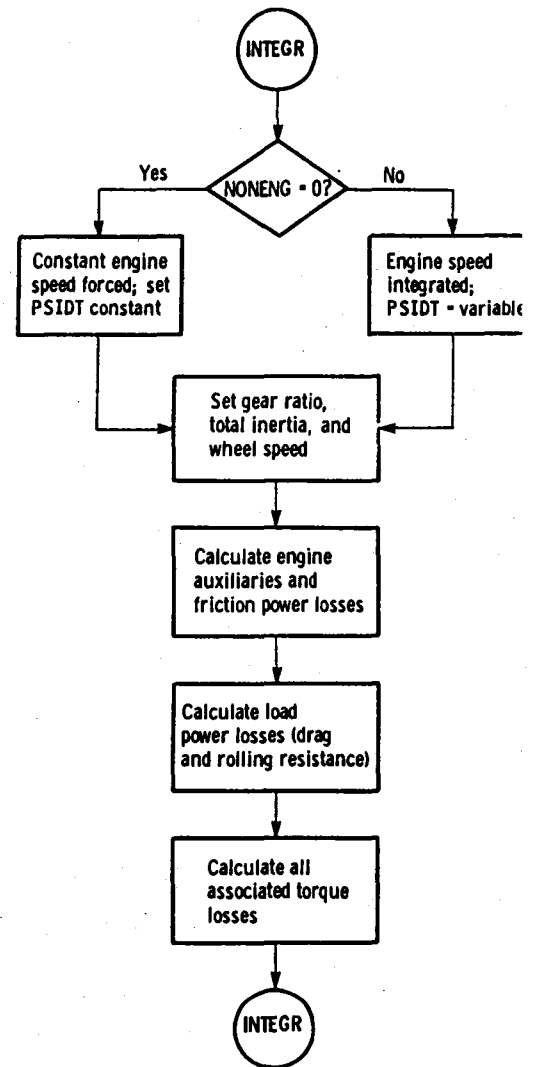 INTEGR
NONENG = 0?
Yes
No
Constant engine
speed forced; set
PSIDT constant
Engine speed
integrated;
PSIDT = variable
Set gear ratio,
total inertia, and
wheel speed
Calculate engine
auxiliaries and
friction power losses
Calculate load
power losses (drag
and rolling resistance)
Calculate all
associated torque
losses
INTEGR